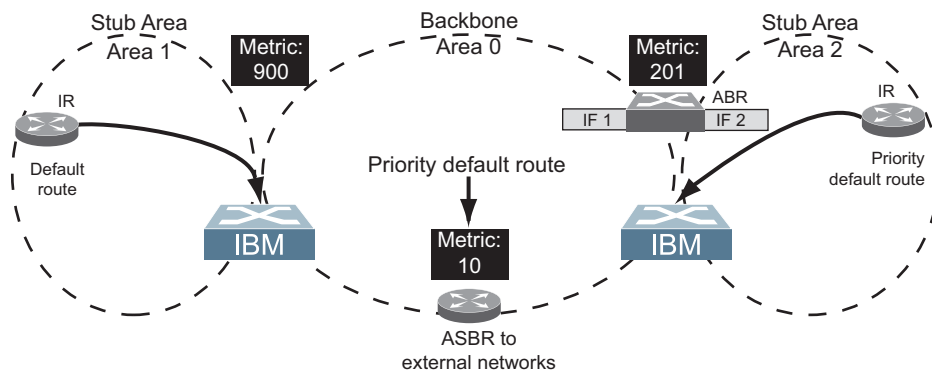 Stub Area
Area 1
Metric:
900
Backbone
Area 0
Metric:
201
Stub Area
Area 2
IR
ABR
IR
IF 1
IF 2
Default
route
Priority default route
Priority
default route
IBM
Metric:
10
IBM
ASBR to
external networks